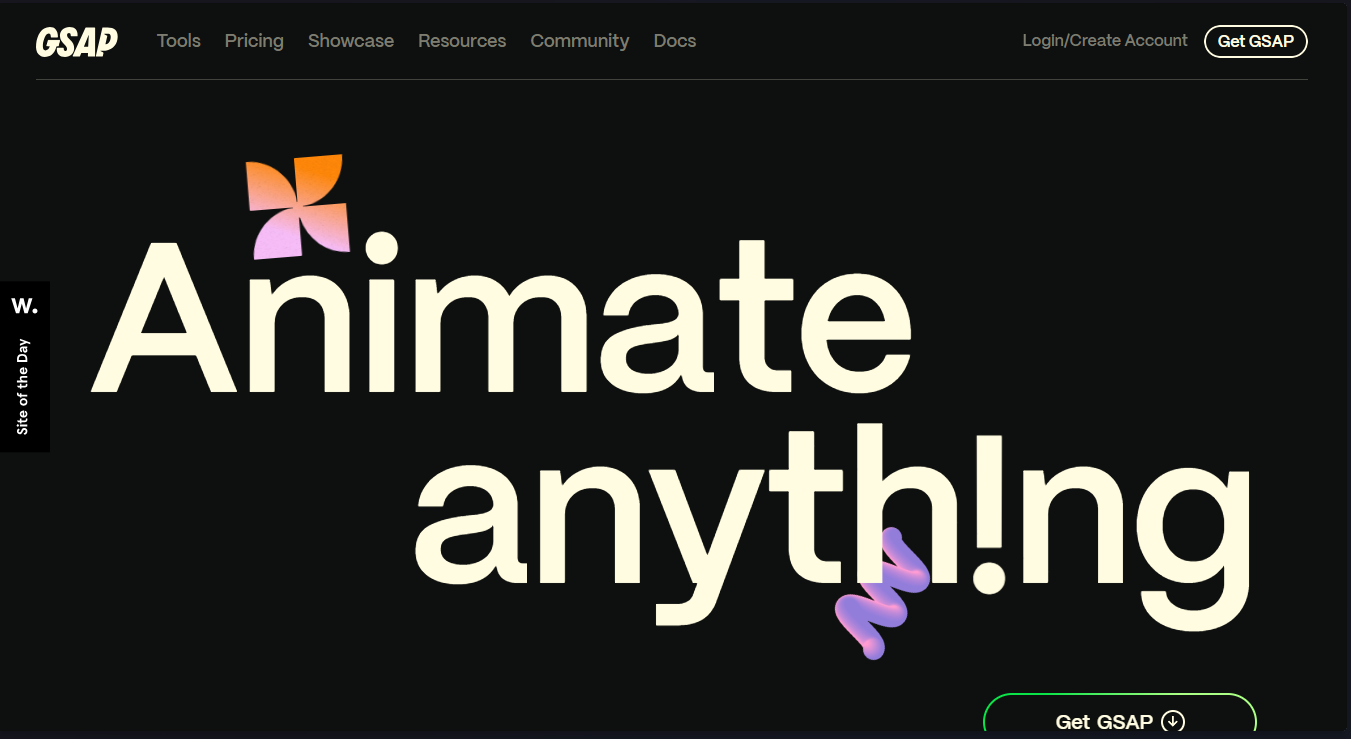 GSAP Tools Pricing Showcase Resources Community Docs Login/Create Account Get GSAP
Animate
W.
Site of the Day
anyth!ng
Get GSAP